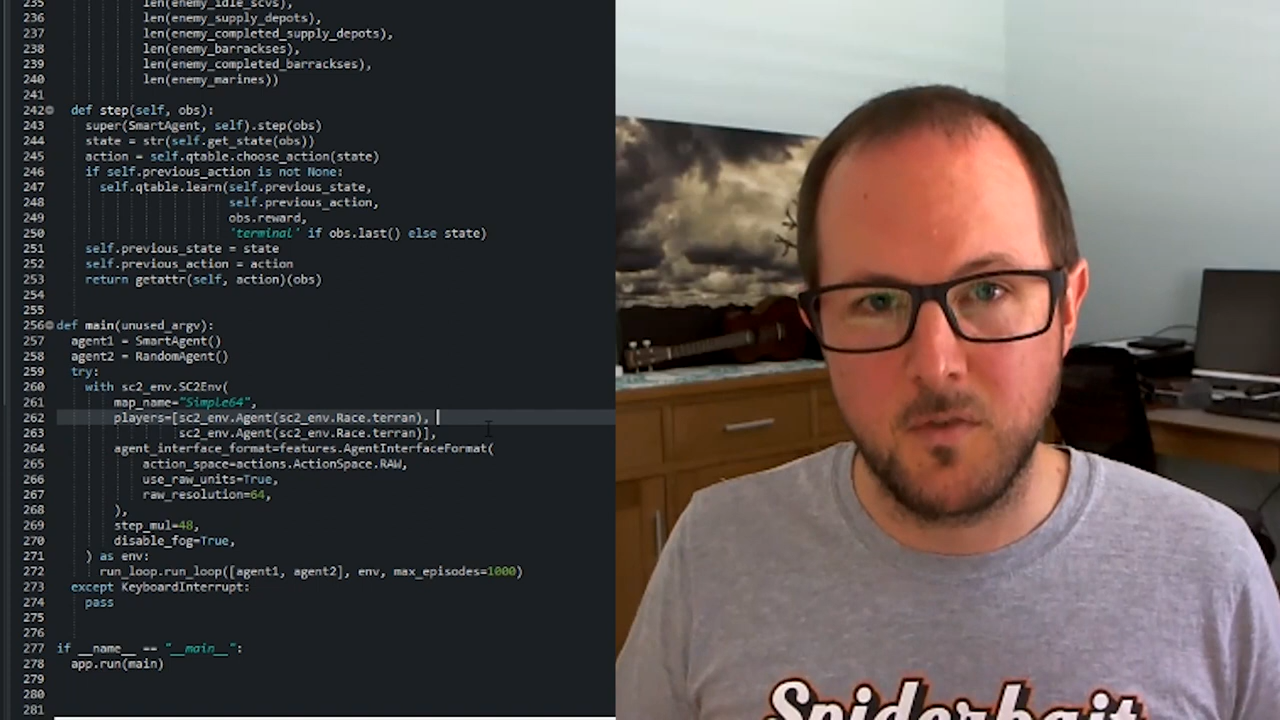 235 len(enemy_idle_scvs),
236 len(enemy_supply_depots),
237 len(enemy_completed_supply_depots),
238 len(enemy_barrackses),
239 len(enemy_completed_barrackses),
240 len(enemy_marines))
241
242 def step(self, obs):
243 super(SmartAgent, self).step(obs)
244 state = str(self.get_state(obs))
245 action = self.qtable.choose_action(state)
246 if self.previous_action is not None:
247 self.qtable.learn(self.previous_state,
248 self.previous_action,
249 obs.reward,
250 'terminal' if obs.last() else state)
251 self.previous_state = state
252 self.previous_action = action
253 return getattr(self, action)(obs)
254
255
256 def main(unused_argv):
257 agent1 = SmartAgent()
258 agent2 = RandomAgent()
259 try:
260 with sc2_env.SC2Env(
261 map_name="Simple64",
262 players=[sc2_env.Agent(sc2_env.Race.terran),
263 sc2_env.Agent(sc2_env.Race.terran)],
264 agent_interface_format=features.AgentInterfaceFormat(
265 action_space=actions.ActionSpace.RAW,
266 use_raw_units=True,
267 raw_resolution=64,
268 ),
269 step_mul=48,
270 disable_fog=True,
271 ) as env:
272 run_loop.run_loop([agent1, agent2], env, max_episodes=1000)
273 except KeyboardInterrupt:
274 pass
275
276
277 if __name__ == "__main__":
278 app.run(main)
279
280
281
Spiderbait